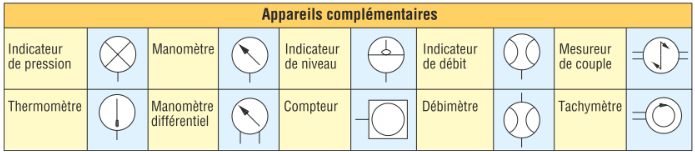 Appareils complémentaires
Indicateur
de pression
Manomètre
Indicateur
de niveau
Indicateur
de débit
Mesureur
de couple
Thermomètre
Manomètre
différentiel
Compteur
Débimètre
Tachymètre